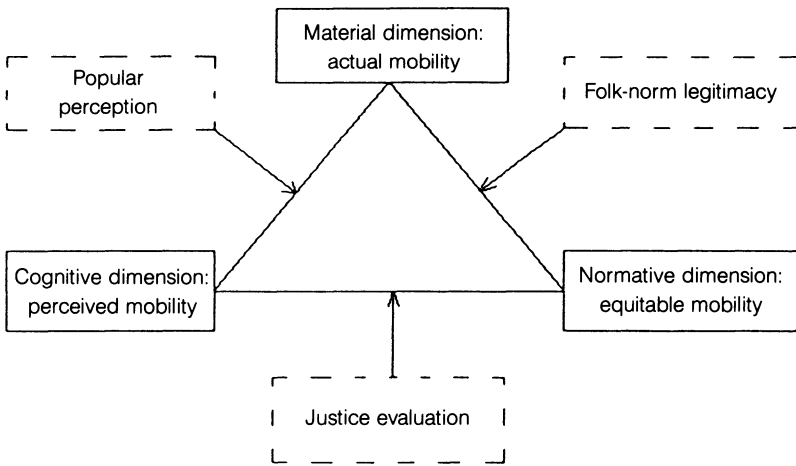 Material dimension:
actual mobility
Popular
perception
Folk-norm legitimacy
Cognitive dimension:
perceived mobility
Normative dimension:
equitable mobility
Justice evaluation